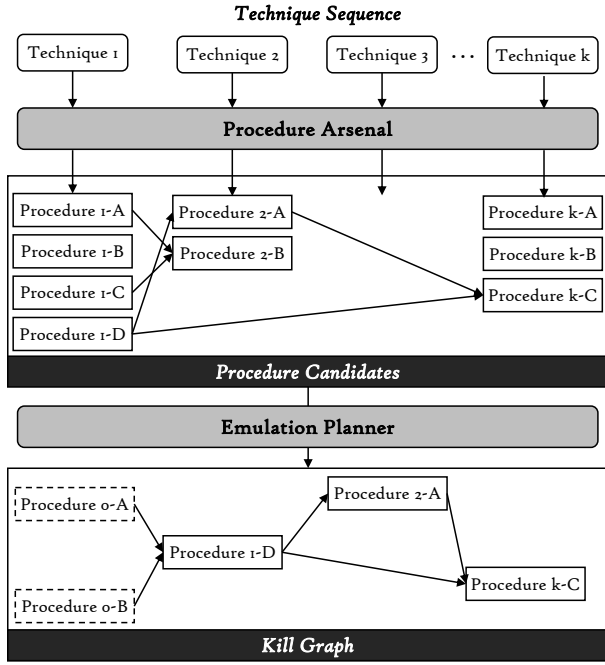 Technique Sequence
Technique 1
Technique 2
Technique 3
...
Technique k
Procedure Arsenal
Procedure 1-A
Procedure 2-A
Procedure k-A
Procedure 1-B
Procedure 2-B
Procedure k-B
Procedure 1-C
Procedure k-C
Procedure 1-D
Procedure Candidates
Emulation Planner
Procedure 0-A
Procedure 2-A
Procedure 1-D
Procedure k-C
Procedure 0-B
Kill Graph